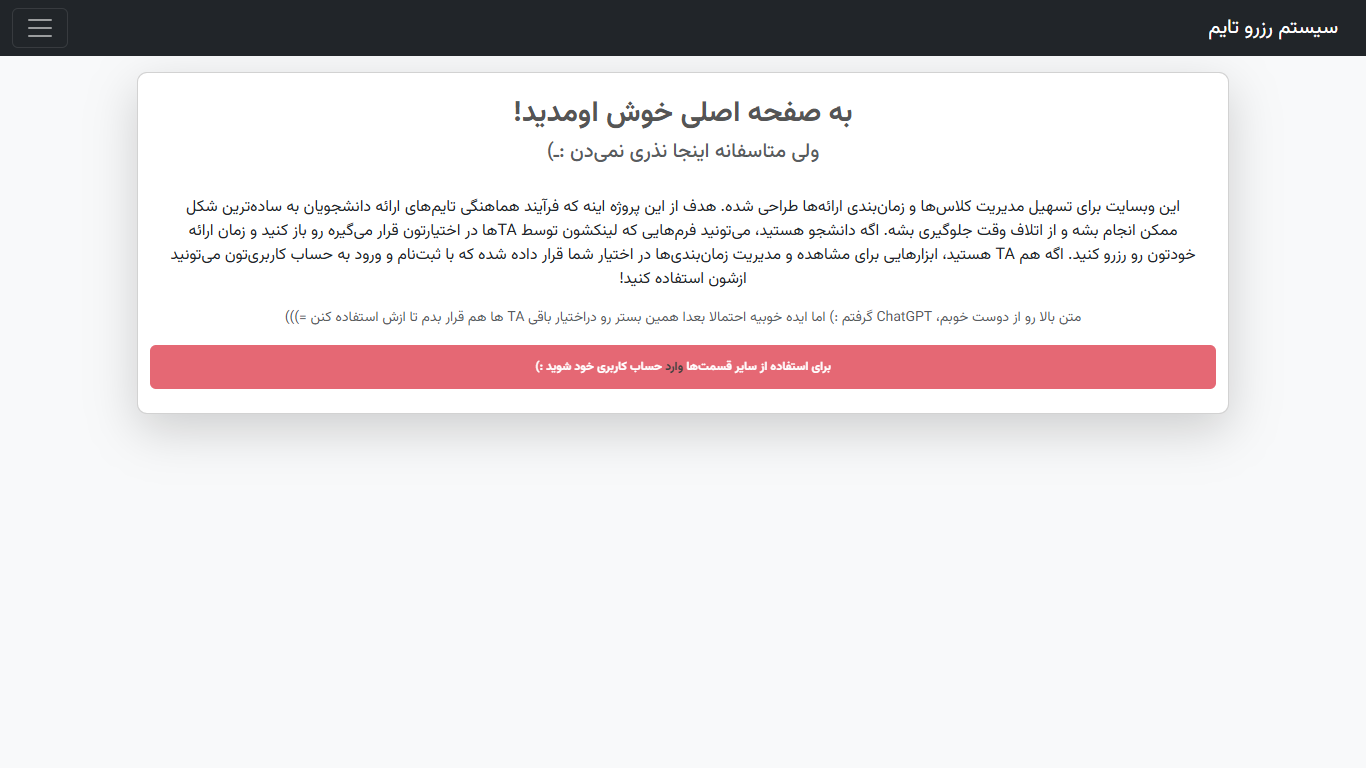 سیستم رزرو تایم
به صفحه اصلی خوش اومدید!
ولی متاسفانه اینجا نذری نمی‌دن :ـ)
این وبسایت برای تسهیل مدیریت کلاس‌ها و زمان‌بندی ارائه‌ها طراحی شده. هدف از این پروژه اینه که فرآیند هماهنگی تایم‌های ارائه دانشجویان به ساده‌ترین شکل
ممکن انجام بشه و از اتلاف وقت جلوگیری بشه. اگه دانشجو هستید، می‌تونید فرم‌هایی که لینکشون توسط TAها در اختیارتون قرار می‌گیره رو باز کنید و زمان ارائه
خودتون رو رزرو کنید. اگه هم TA هستید، ابزارهایی برای مشاهده و مدیریت زمان‌بندی‌ها در اختیار شما قرار داده شده که با ثبت‌نام و ورود به حساب کاربری‌تون می‌تونید
ازشون استفاده کنید!
متن بالا رو از دوست خوبم، ChatGPT گرفتم :) اما ایده خوبیه احتمالا بعدا همین بستر رو دراختیار باقی TA ها هم قرار بدم تا ازش استفاده کنن =)))
برای استفاده از سایر قسمت‌ها وارد حساب کاربری خود شوید :)